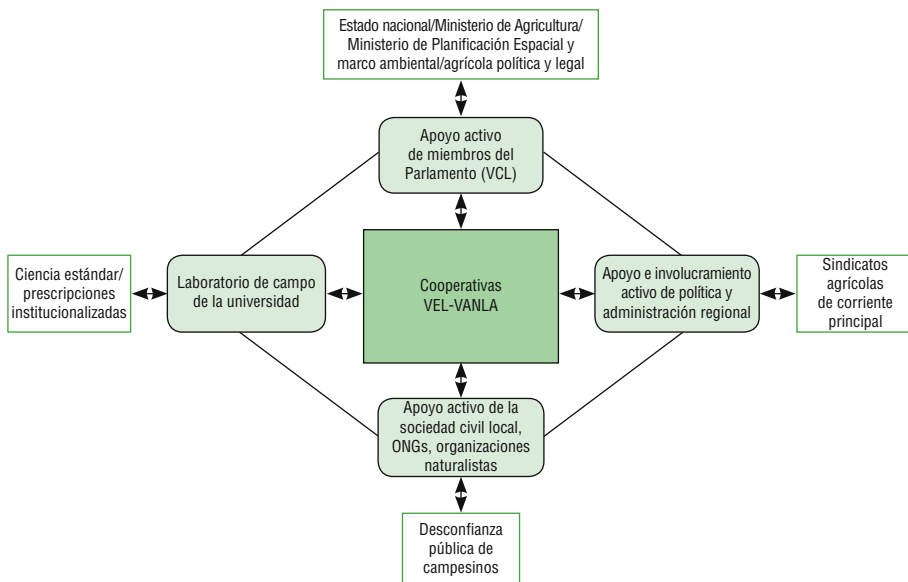 Estado nacional/Ministerio de Agricultura/
Ministerio de Planificación Espacial y
marco ambiental/agrícola política y legal
Apoyo activo
de miembros del
Parlamento (VCL)
Ciencia estándar/
prescripciones
institucionalizadas
Laboratorio de campo
de la universidad
Cooperativas
VEL-VANLA
Apoyo e involucramiento
activo de política y
administración regional
Sindicatos
agrícolas
de corriente
principal
Apoyo activo de la
sociedad civil local,
ONGs, organizaciones
naturalistas
Desconfianza
pública de
campesinos